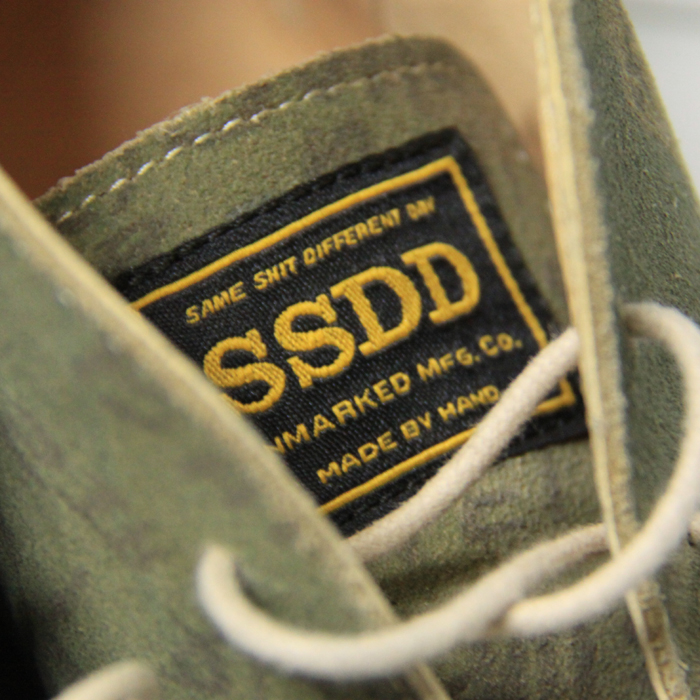 SAME SHIT DIFFERENT DAY
SSDD
NMARKED MFG. CO.
MADE BY HAND